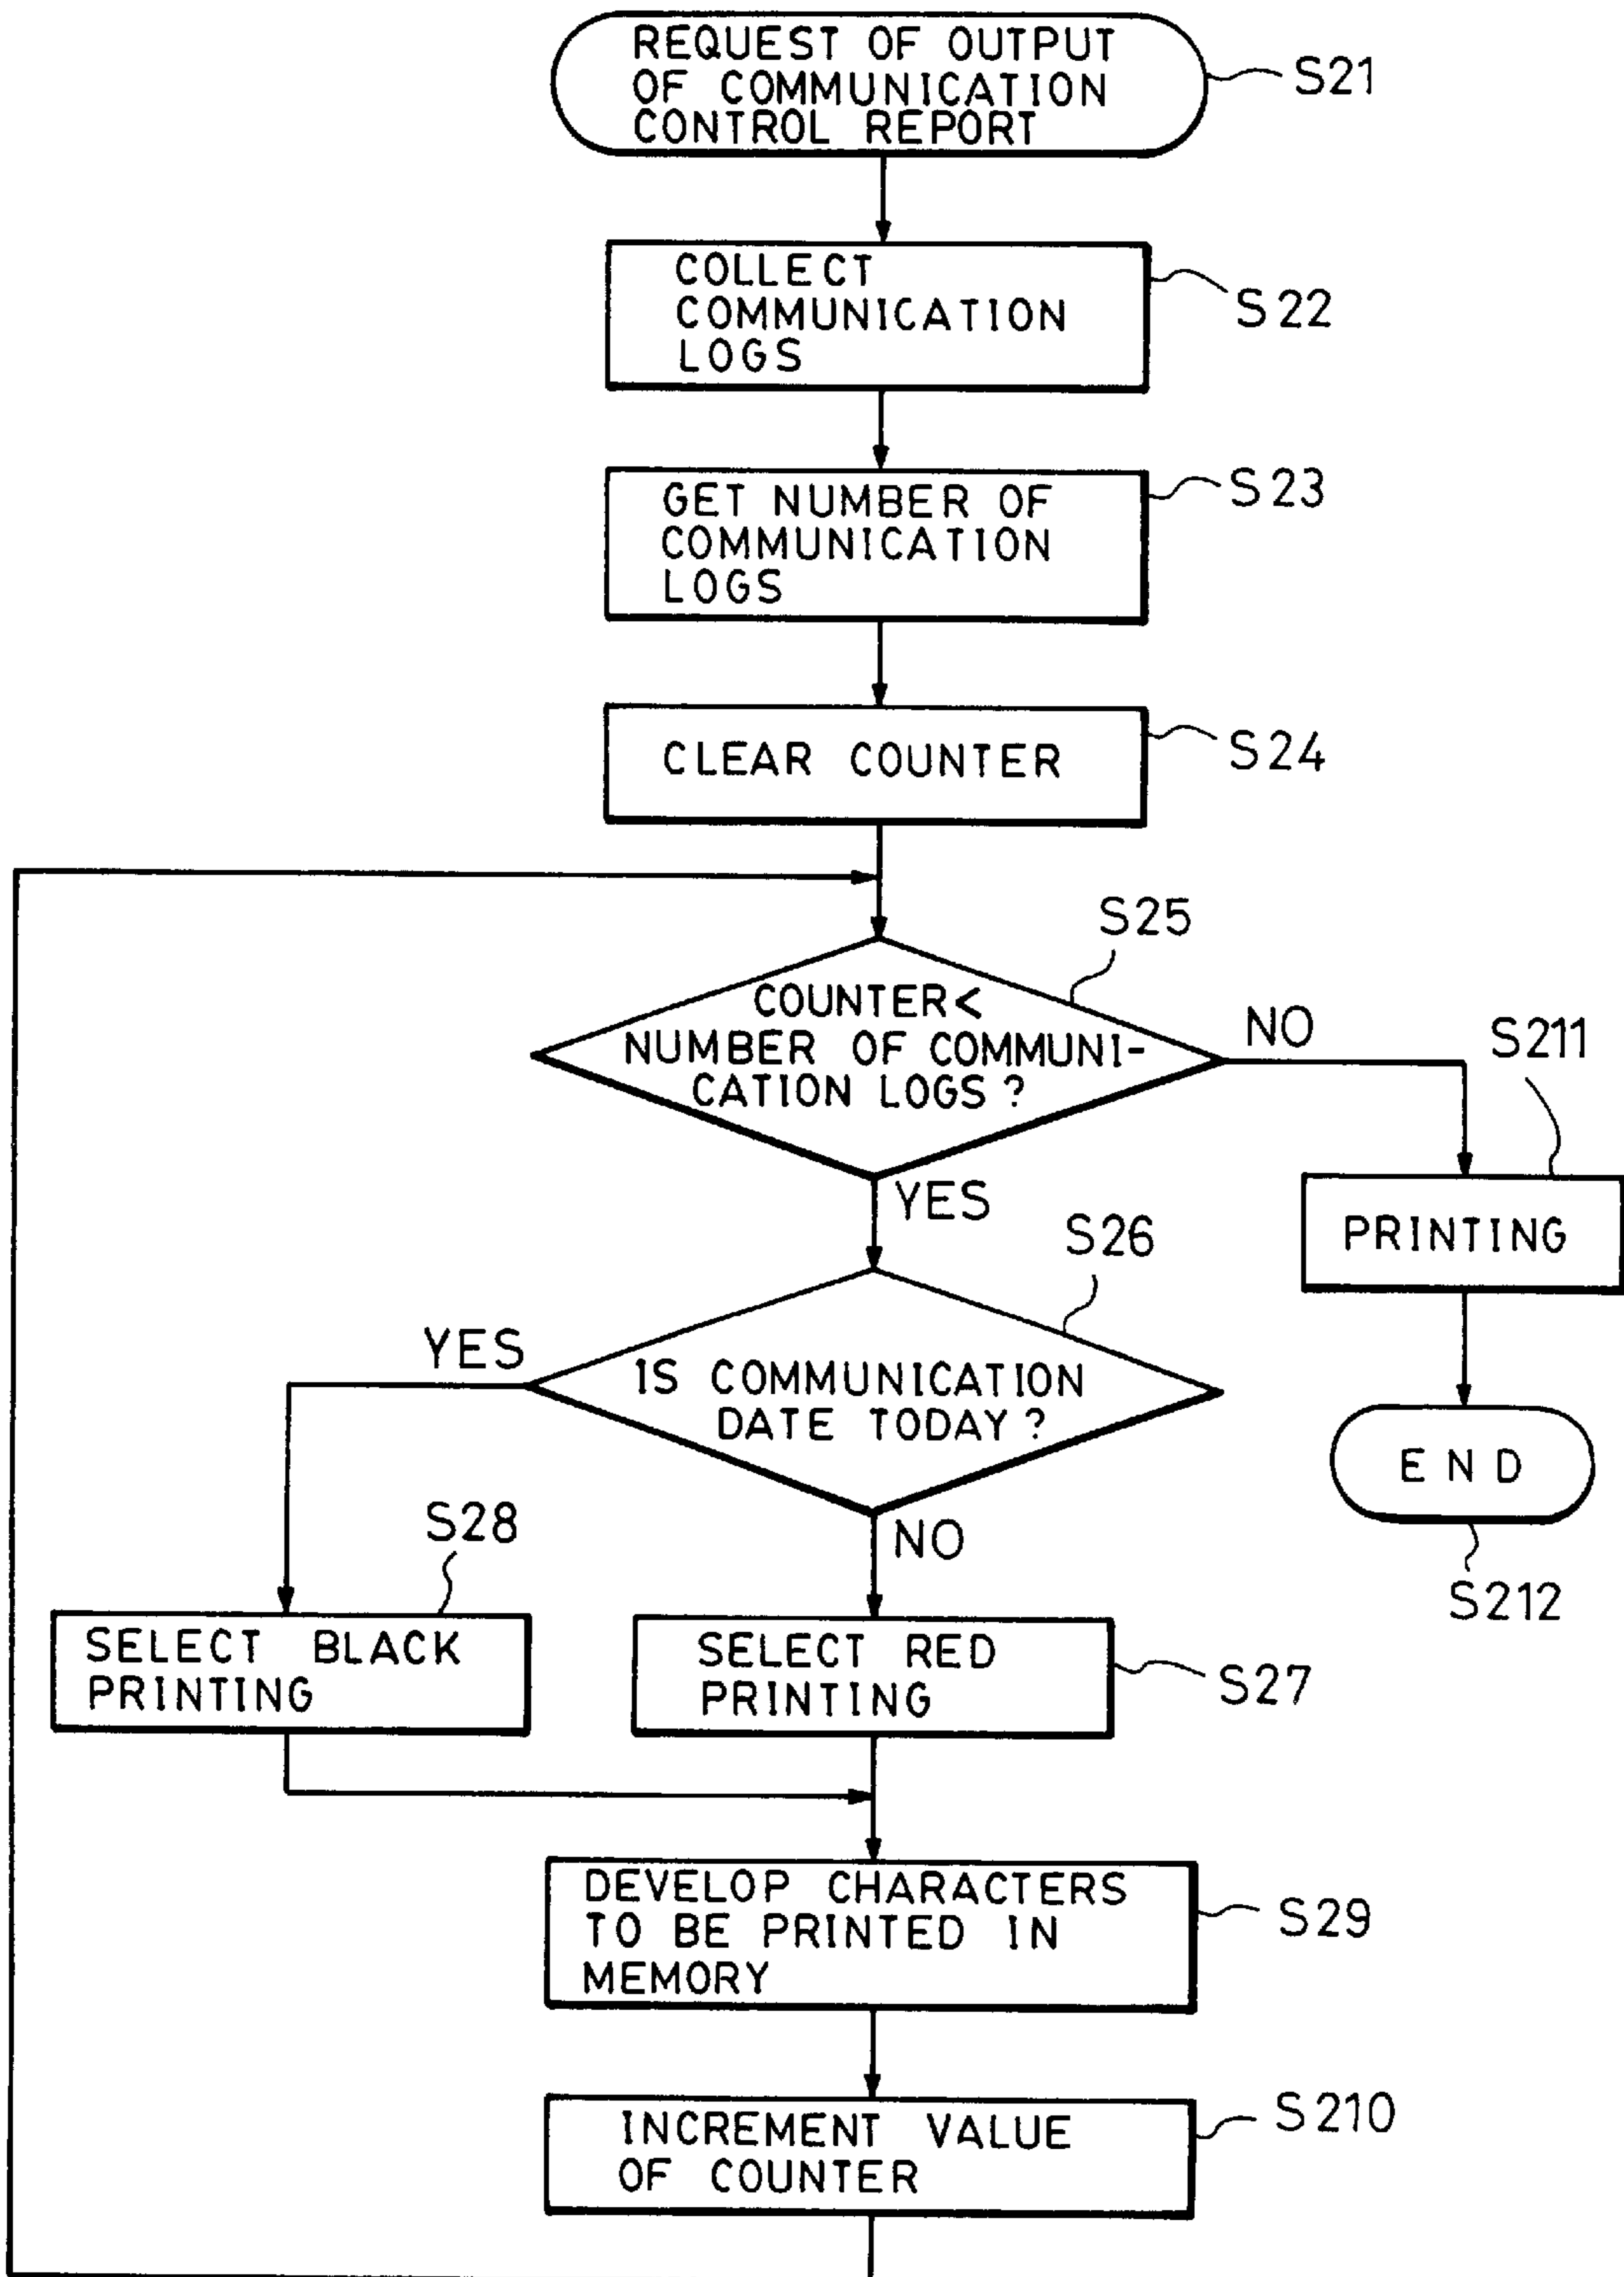 REQUEST OF OUTPUT
OF COMMUNICATION
CONTROL REPORT
S21
COLLECT
COMMUNICATION
LOGS
S22
GET NUMBER OF
COMMUNICATION
LOGS
S23
CLEAR COUNTER
S24
S25
COUNTER<
NUMBER OF COMMUNI-
CATION LOGS?
NO
S211
YES
PRINTING
S26
YES
IS COMMUNICATION
DATE TODAY?
END
S212
NO
S28
SELECT BLACK
PRINTING
SELECT RED
PRINTING
S27
DEVELOP CHARACTERS
TO BE PRINTED IN
MEMORY
S29
INCREMENT VALUE
OF COUNTER
S210